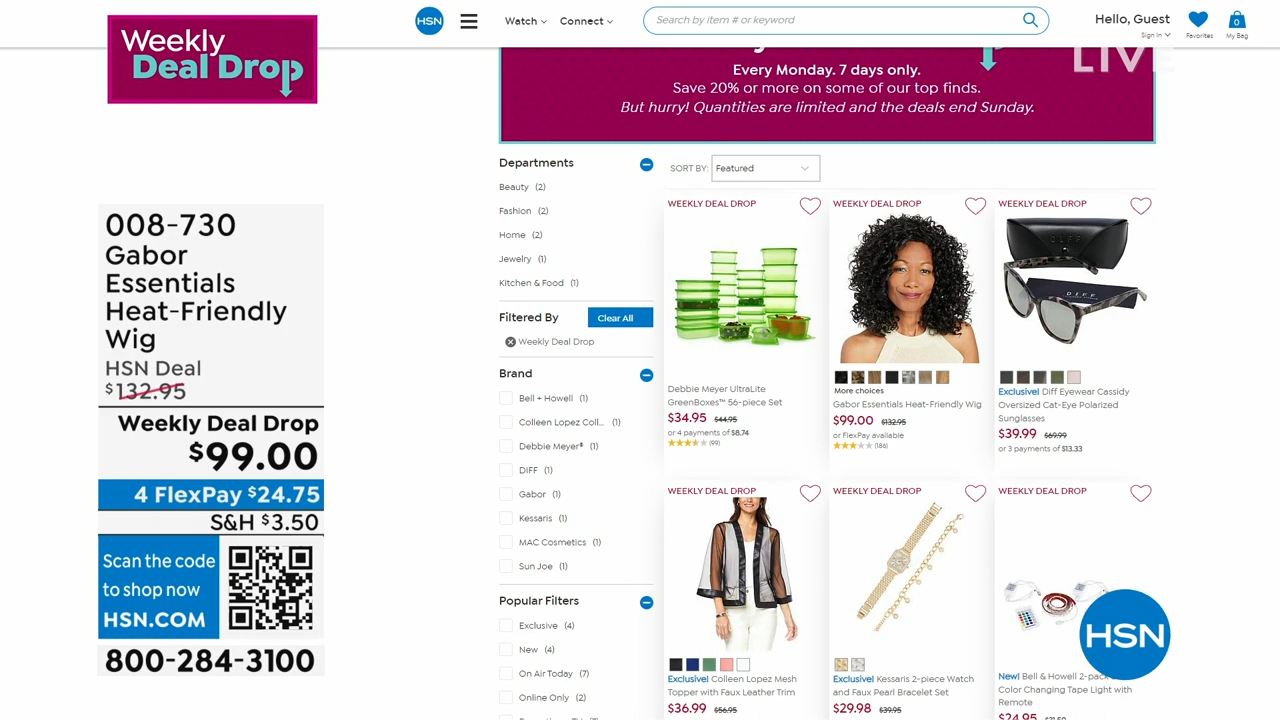 Weekly
Deal Drop
HSN
Watch
Connect
Search by item # or keyword
Hello, Guest
Sign in
Favorites
0
My Bag
LIVE
Every Monday. 7 days only.
Save 20% or more on some of our top finds.
But hurry! Quantities are limited and the deals end Sunday.
008-730
Gabor
Essentials
Heat-Friendly
Wig
HSN Deal
$132.95
Weekly Deal Drop
$99.00
4 FlexPay $24.75
S&H $3.50
Scan the code
to shop now
HSN.COM
800-284-3100
Departments
Beauty (2)
Fashion (2)
Home (2)
Jewelry (1)
Kitchen & Food (1)
Filtered By
Clear All
Weekly Deal Drop
Brand
Bell + Howell (1)
Colleen Lopez Coll... (1)
Debbie Meyer® (1)
DIFF (1)
Gabor (1)
Kessaris (1)
MAC Cosmetics (1)
Sun Joe (1)
Popular Filters
Exclusive (4)
New (4)
On Air Today (7)
Online Only (2)
SORT BY: Featured
WEEKLY DEAL DROP
Debbie Meyer UltraLite
GreenBoxes™ 56-piece Set
$34.95 $44.95
or 4 payments of $8.74
(99)
WEEKLY DEAL DROP
More choices
Gabor Essentials Heat-Friendly Wig
$99.00 $132.95
or FlexPay available
(186)
WEEKLY DEAL DROP
DIFF
DIFF
Exclusive! Diff Eyewear Cassidy
Oversized Cat-Eye Polarized
Sunglasses
$39.99 $69.99
or 3 payments of $13.33
WEEKLY DEAL DROP
Exclusive! Colleen Lopez Mesh
Topper with Faux Leather Trim
$36.99 $56.95
WEEKLY DEAL DROP
Exclusive! Kessaris 2-piece Watch
and Faux Pearl Bracelet Set
$29.98 $39.95
WEEKLY DEAL DROP
New! Bell & Howell 2-pack
Color Changing Tape Light with
Remote
$24.95
HSN